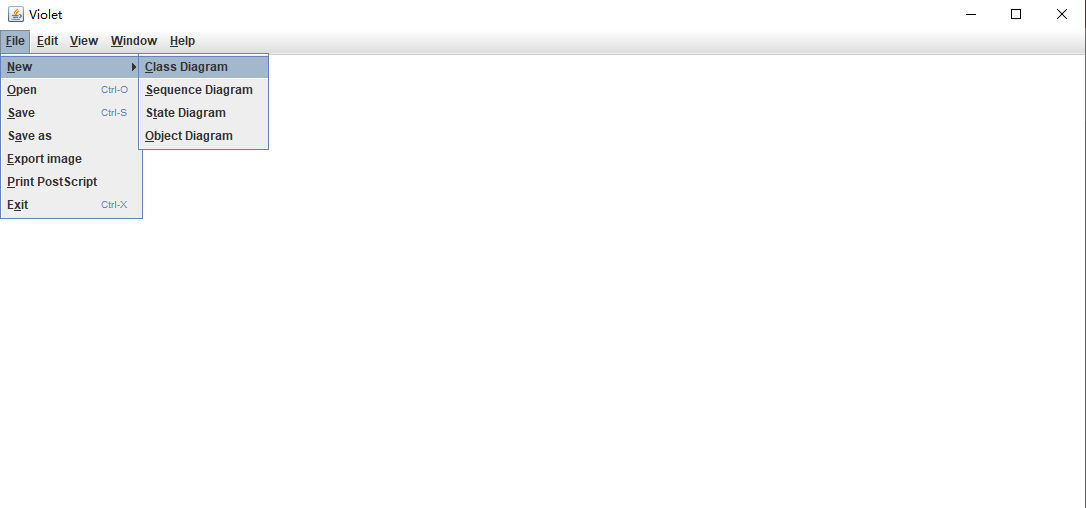 Violet
File Edit View Window Help
New
Open Ctrl-O
Save Ctrl-S
Save as
Export image
Print PostScript
Exit Ctrl-X
Class Diagram
Sequence Diagram
State Diagram
Object Diagram